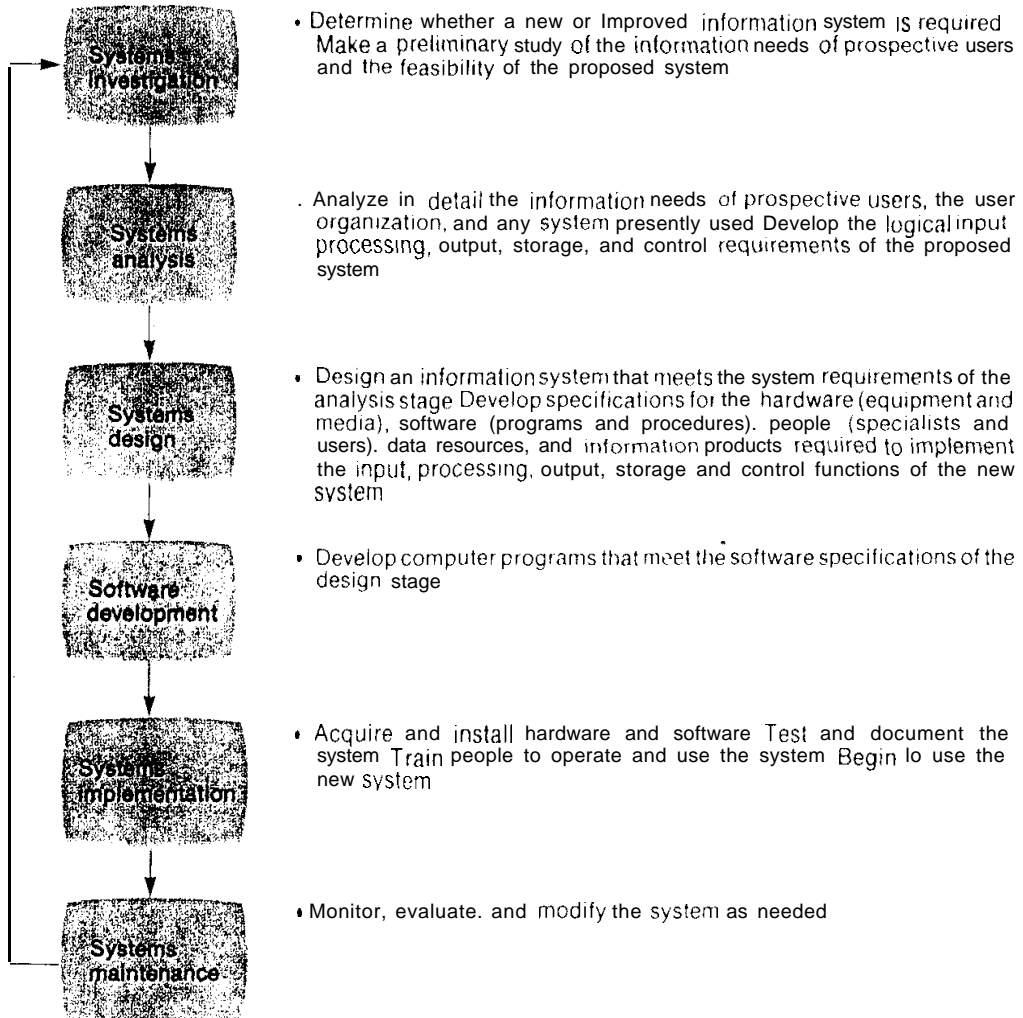 Systems
investigation
• Determine whether a new or Improved information system IS required
Make a preliminary study of the information needs of prospective users
and the feasibility of the proposed system
Systems
analysis
. Analyze in detail the information needs of prospective users, the user
organization, and any system presently used Develop the logical input
processing, output, storage, and control requirements of the proposed
system
Systems
design
• Design an information system that meets the system requirements of the
analysis stage Develop specifications for the hardware (equipment and
media), software (programs and procedures). people (specialists and
users). data resources, and information products required to implement
the input, processing, output, storage and control functions of the new
svstem
Software
development
• Develop computer programs that meet the software specifications of the
design stage
Systems
implementation
• Acquire and install hardware and software Test and document the
system Train people to operate and use the system Begin lo use the
new system
Systems
maintenance
• Monitor, evaluate. and modify the system as needed